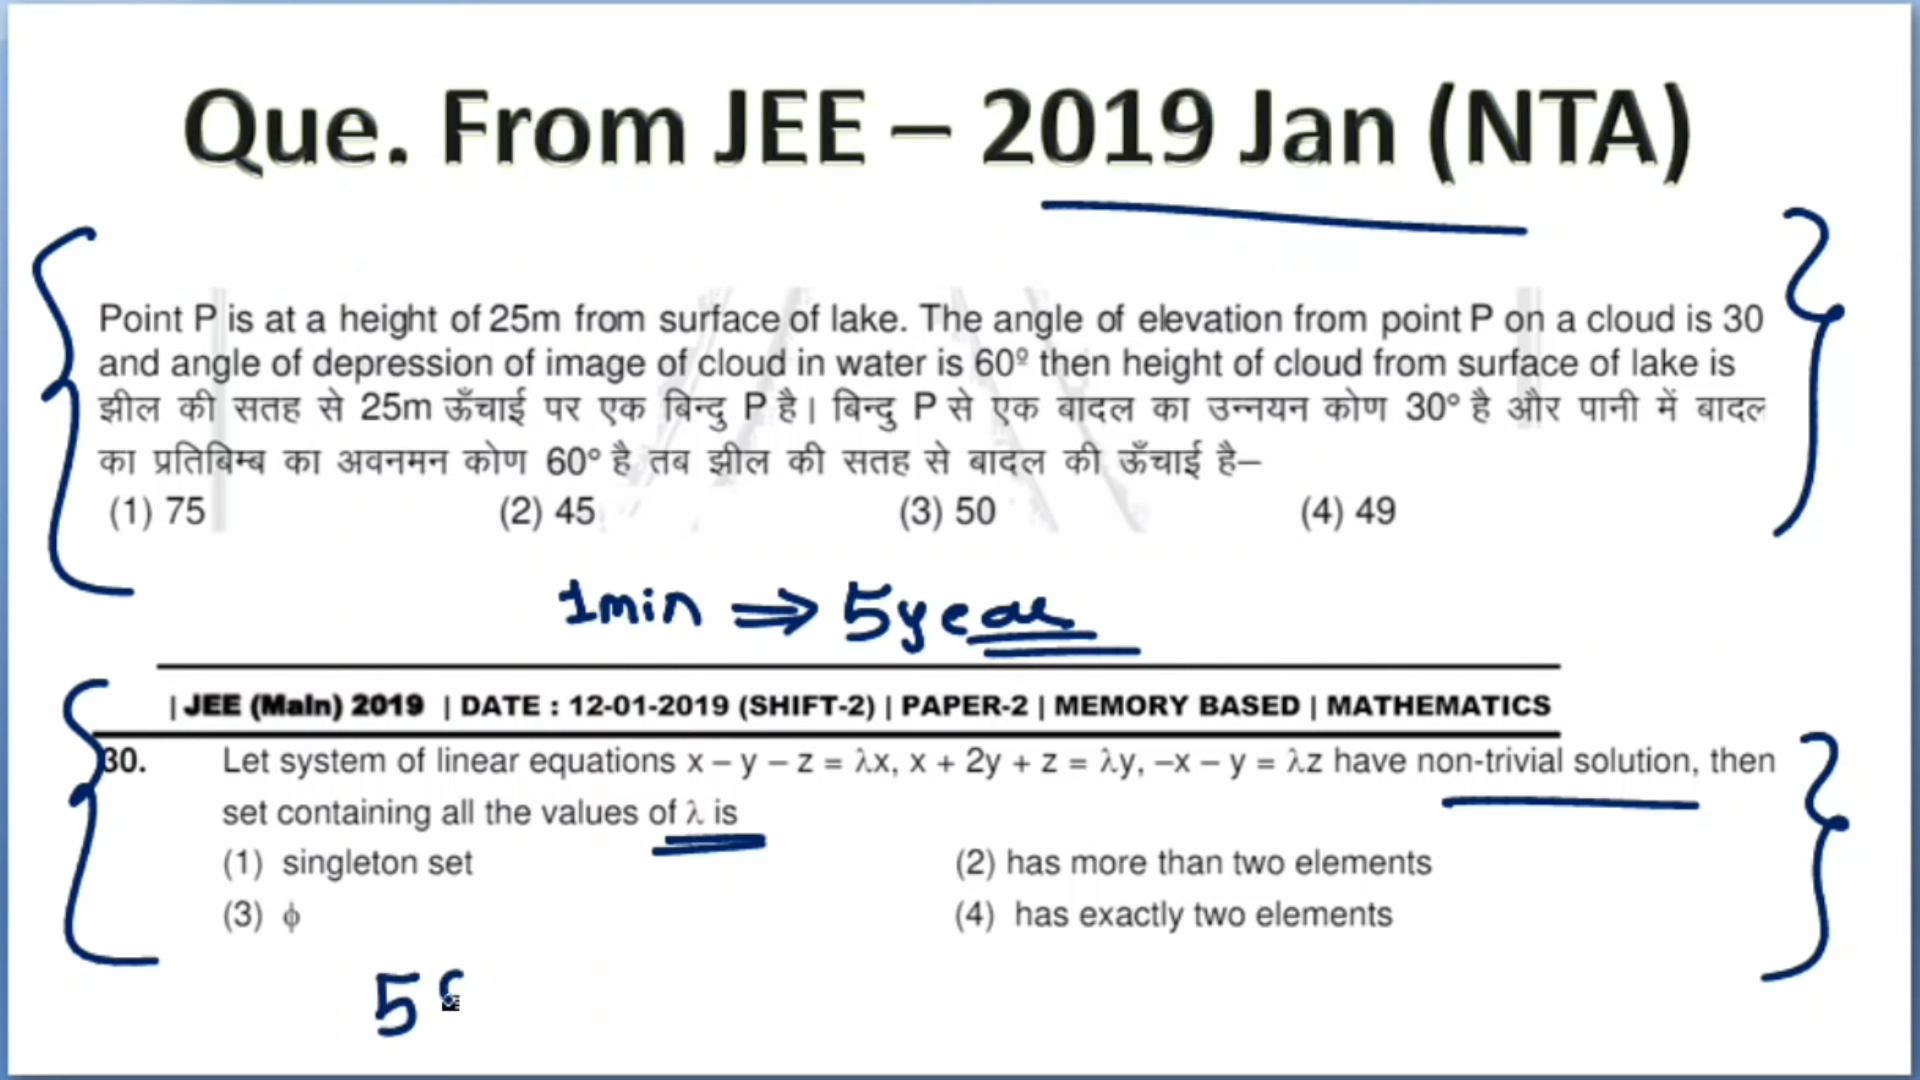 Que. From JEE – 2019 Jan (NTA)
Point P is at a height of 25m from surface of lake. The angle of elevation from point P on a cloud is 30
and angle of depression of image of cloud in water is 60º then height of cloud from surface of lake is
झील की सतह से 25m ऊँचाई पर एक बिन्दु P है। बिन्दु P से एक बादल का उन्नयन कोण 30° है और पानी में बादल
का प्रतिबिम्ब का अवनमन कोण 60° है तब झील की सतह से बादल की ऊँचाई है–
(1) 75 (2) 45 (3) 50 (4) 49
1min ⇒ 5year
| JEE (Main) 2019 | DATE : 12-01-2019 (SHIFT-2) | PAPER-2 | MEMORY BASED | MATHEMATICS
30. Let system of linear equations x – y – z = λx, x + 2y + z = λy, –x – y = λz have non-trivial solution, then
set containing all the values of λ is
(1) singleton set (2) has more than two elements
(3) ϕ (4) has exactly two elements
5